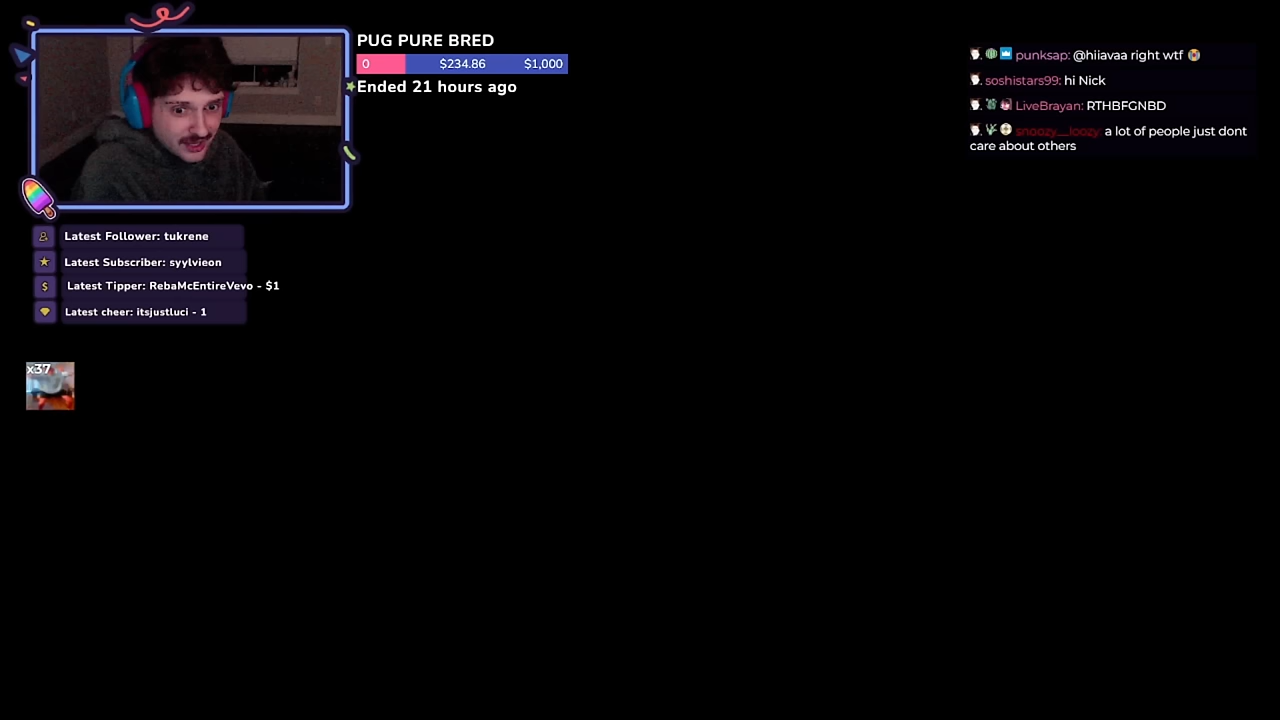 PUG PURE BRED
0 $234.86 $1,000
Ended 21 hours ago
punksap: @hiiavaa right wtf
soshistars99: hi Nick
LiveBrayan: RTHBFGNBD
snoozy__loozy: a lot of people just dont
care about others
Latest Follower: tukrene
Latest Subscriber: syylvieon
Latest Tipper: RebaMcEntireVevo - $1
Latest cheer: itsjustluci - 1
x37